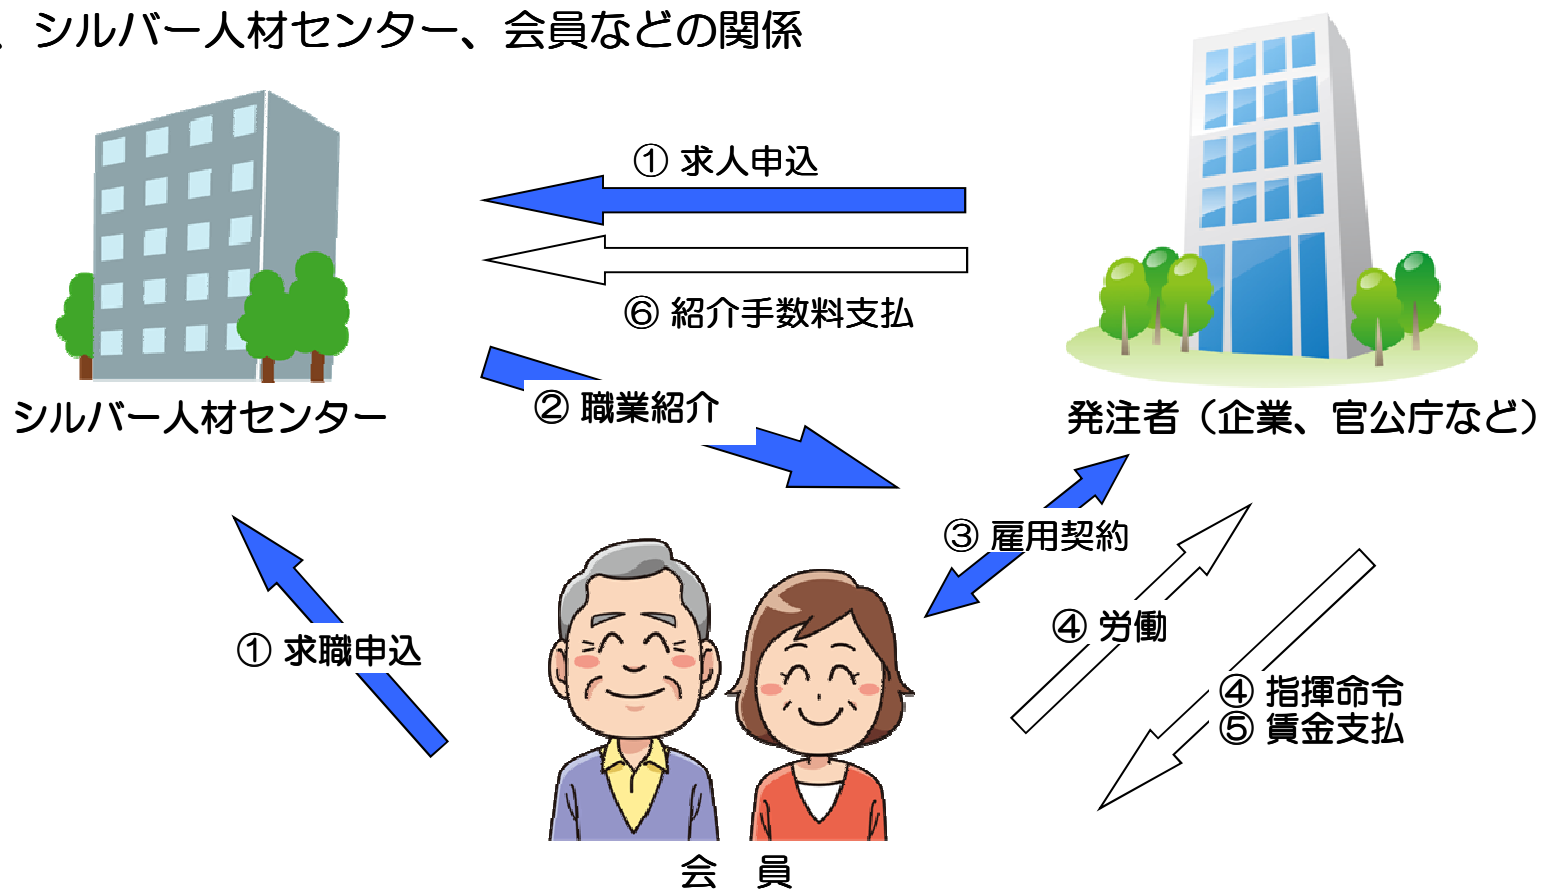 、シルバー人材センター、会員などの関係
① 求人申込
⑥ 紹介手数料支払
② 職業紹介
シルバー人材センター
発注者（企業、官公庁など）
③ 雇用契約
① 求職申込
④ 労働
④ 指揮命令
⑤ 賃金支払
会　員